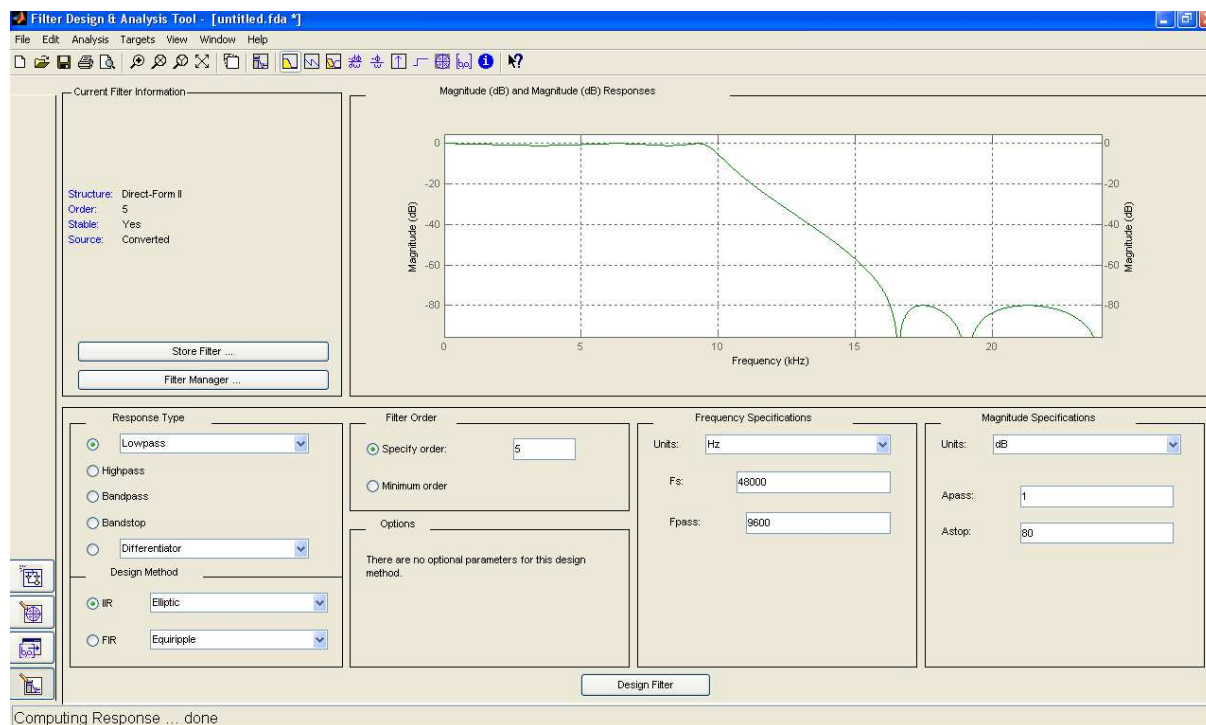 Filter Design & Analysis Tool - [untitled.fda *]
File Edit Analysis Targets View Window Help
Current Filter Information
Structure: Direct-Form II
Order: 5
Stable: Yes
Source: Converted
Store Filter ...
Filter Manager ...
Magnitude (dB) and Magnitude (dB) Responses
Magnitude (dB)
0
-20
-40
-60
-80
0
-20
-40
-60
-80
Magnitude (dB)
0 5 10 15 20
Frequency (kHz)
Response Type
Lowpass
Highpass
Bandpass
Bandstop
Differentiator
Design Method
IIR Elliptic
FIR Equiripple
Filter Order
Specify order: 5
Minimum order
Options
There are no optional parameters for this design
method.
Frequency Specifications
Units: Hz
Fs: 48000
Fpass: 9600
Magnitude Specifications
Units: dB
Apass: 1
Astop: 80
Design Filter
Computing Response ... done